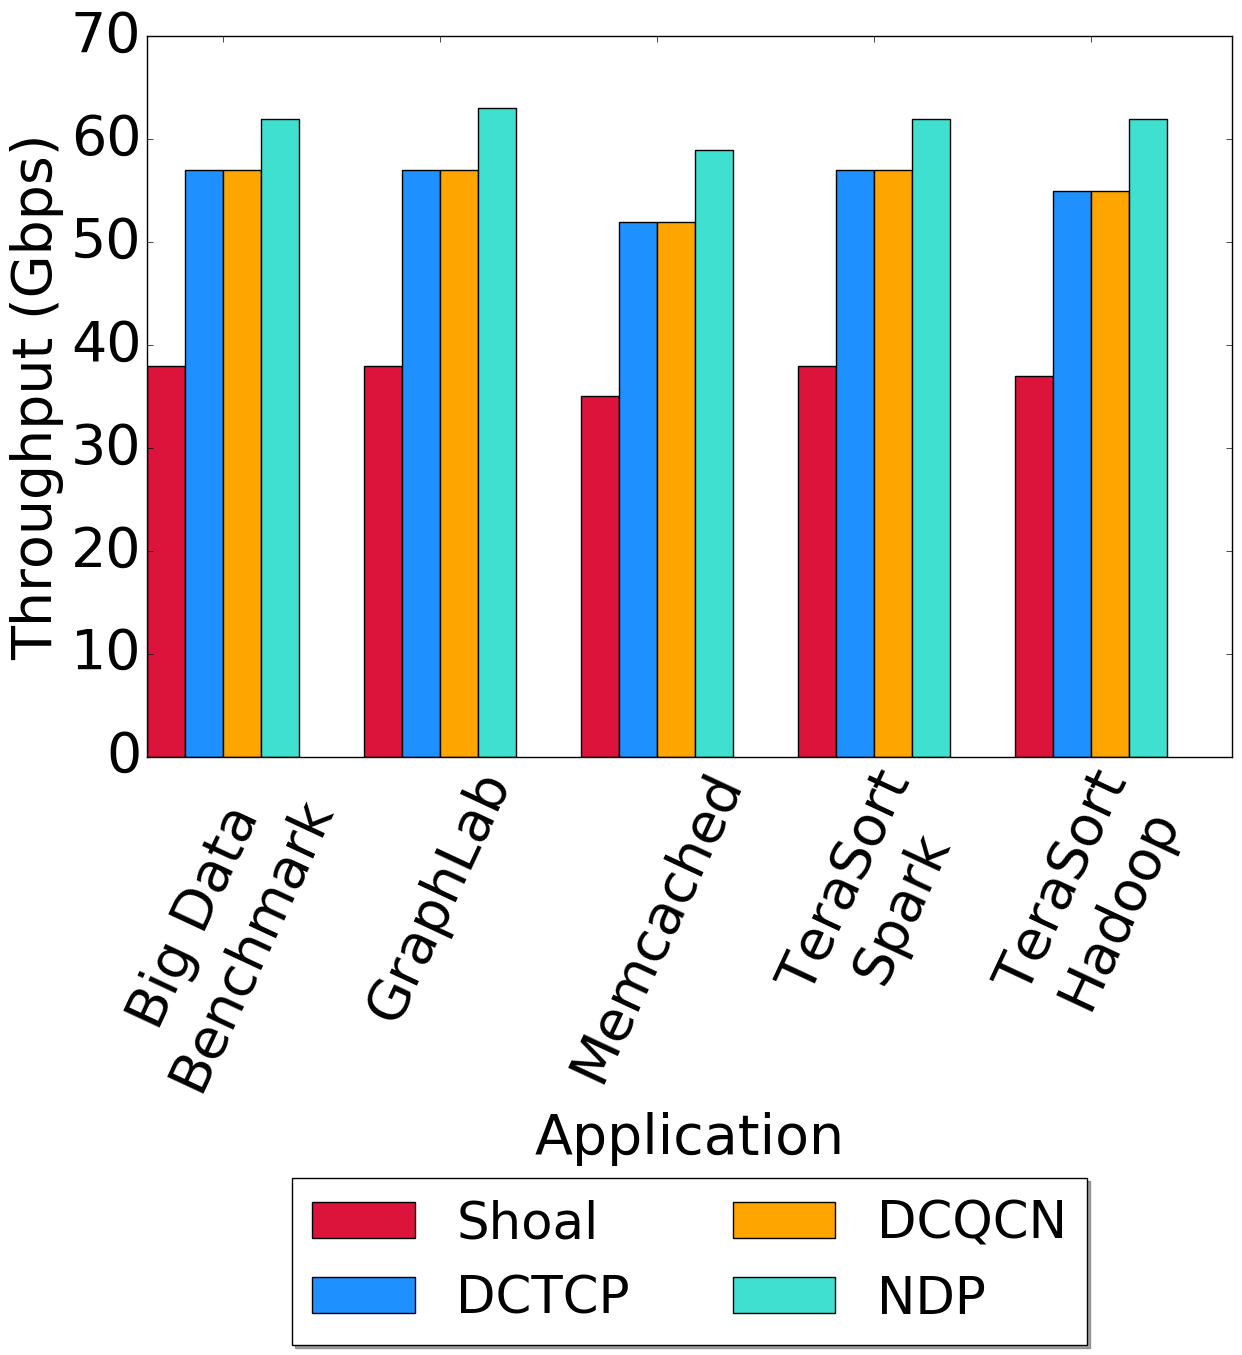 70
60
50
40
30
20
10
0
Throughput (Gbps)
Big Data
Benchmark
GraphLab
Memcached
TeraSort
Spark
TeraSort
Hadoop
Application
Shoal
DCTCP
DCQCN
NDP